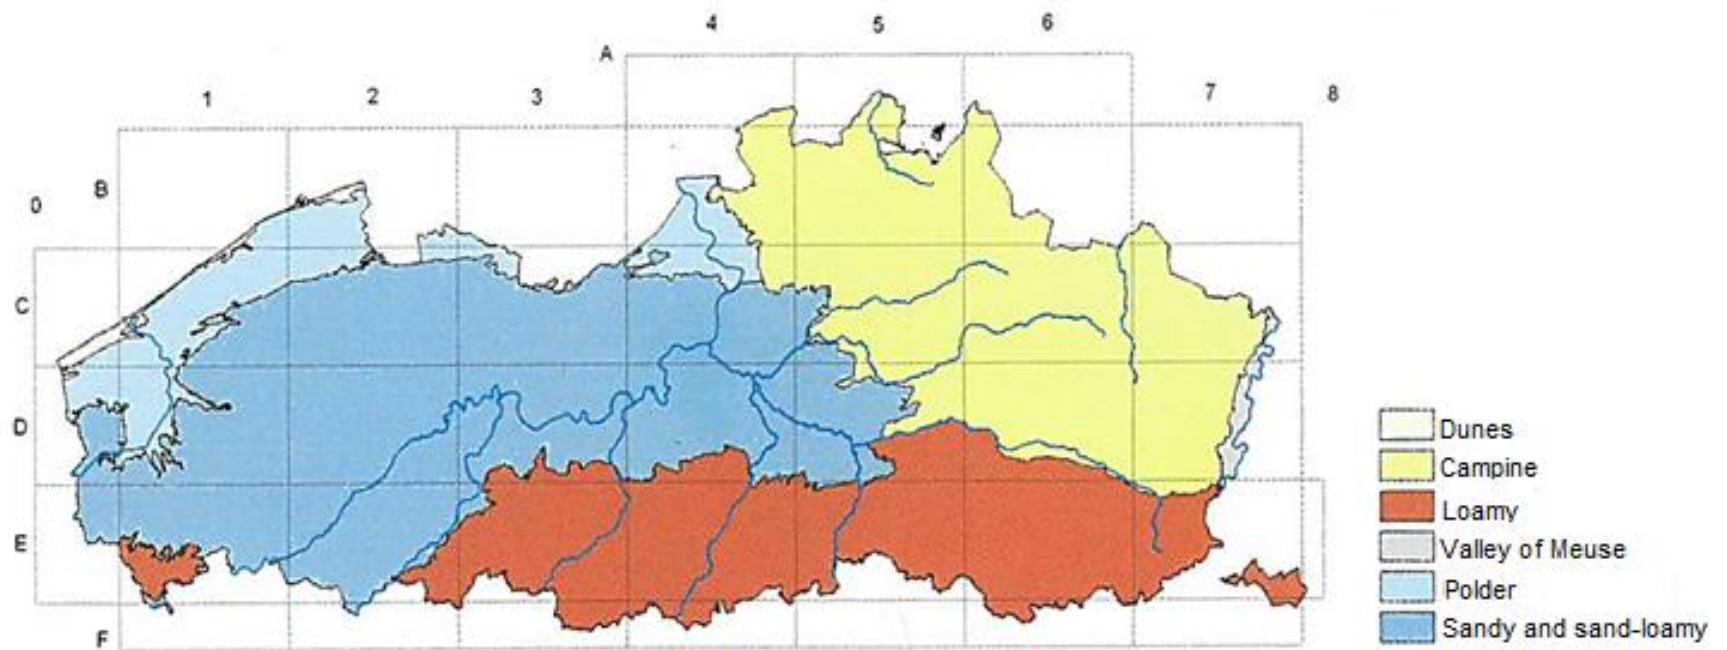 4 5 6
A
1 2 3 7 8
B
0
C
D
E
F
Dunes
Campine
Loamy
Valley of Meuse
Polder
Sandy and sand-loamy